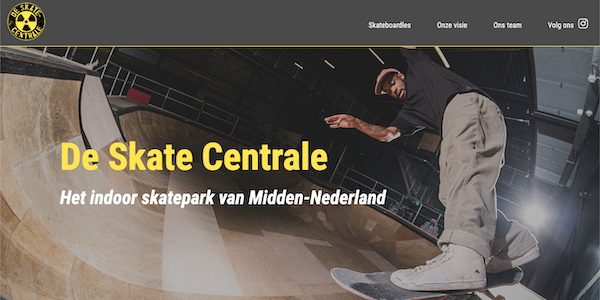 DE SKATE
CENTRALE
Skateboardles
Onze visie
Ons team
Volg ons
De Skate Centrale
Het indoor skatepark van Midden-Nederland